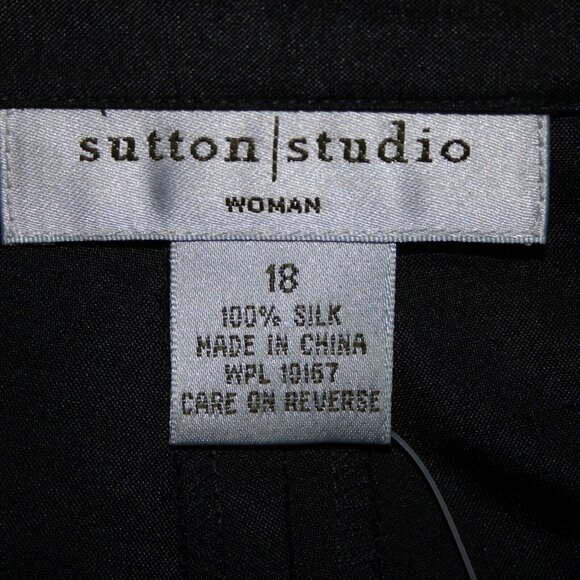 sutton|studio
WOMAN
18
100% SILK
MADE IN CHINA
WPL 10167
CARE ON REVERSE